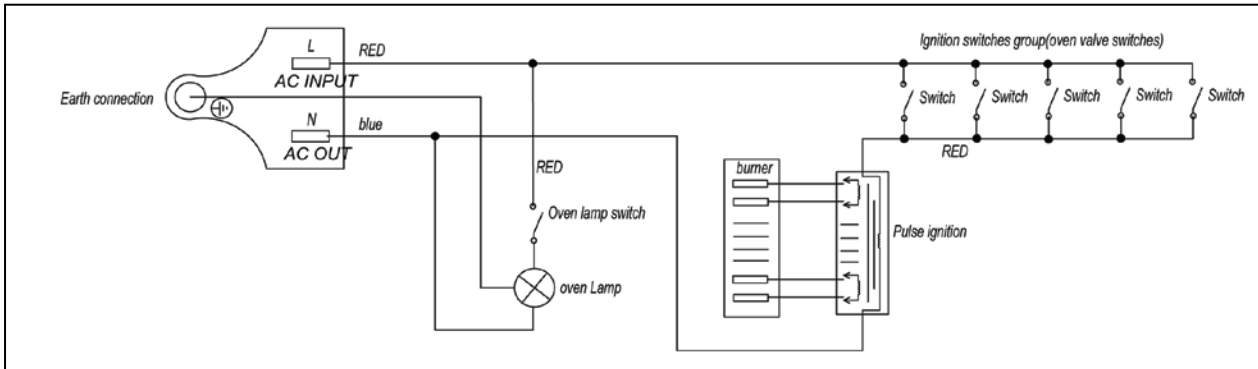 L
RED
Ignition switches group(oven valve switches)
AC INPUT
Earth connection
Switch
Switch
Switch
Switch
Switch
N
blue
AC OUT
RED
RED
burner
Oven lamp switch
Pulse ignition
oven Lamp